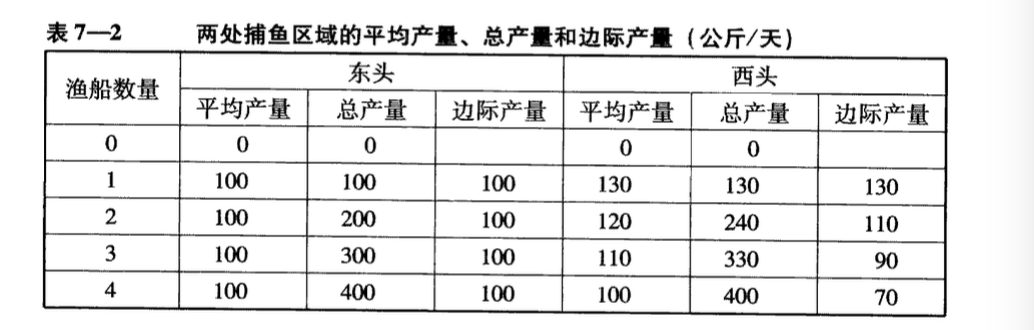 表 7—2 两处捕鱼区域的平均产量、总产量和边际产量（公斤/天）
渔船数量 东头 西头
平均产量 总产量 边际产量 平均产量 总产量 边际产量
0 0 0 0 0
1 100 100 100 130 130 130
2 100 200 100 120 240 110
3 100 300 100 110 330 90
4 100 400 100 100 400 70